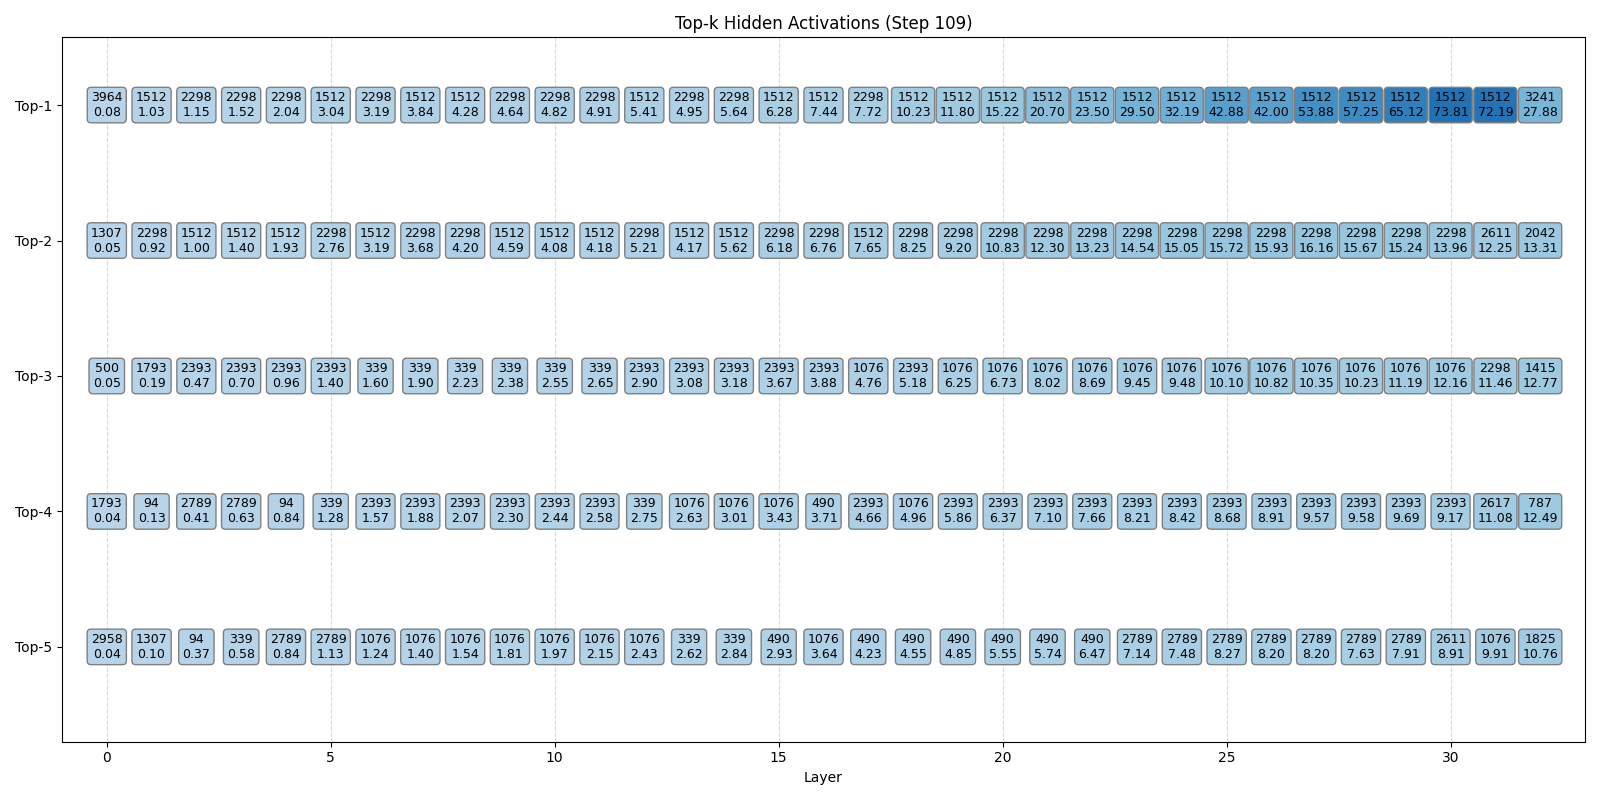 Top-k Hidden Activations (Step 109)
Top-1
3964 1512 2298 2298 2298 1512 2298 1512 1512 2298 2298 2298 1512 2298 2298 1512 1512 2298 1512 1512 1512 1512 1512 1512 1512 1512 1512 1512 1512 1512 1512 1512 3241
0.08 1.03 1.15 1.52 2.04 3.04 3.19 3.84 4.28 4.64 4.82 4.91 5.41 4.95 5.64 6.28 7.44 7.72 10.23 11.80 15.22 20.70 23.50 29.50 32.19 42.88 42.00 53.88 57.25 65.12 73.81 72.19 27.88
Top-2
1307 2298 1512 1512 1512 2298 1512 2298 2298 1512 1512 1512 2298 1512 1512 2298 2298 1512 2298 2298 2298 2298 2298 2298 2298 2298 2298 2298 2298 2298 2298 2611 2042
0.05 0.92 1.00 1.40 1.93 2.76 3.19 3.68 4.20 4.59 4.08 4.18 5.21 4.17 5.62 6.18 6.76 7.65 8.25 9.20 10.83 12.30 13.23 14.54 15.05 15.72 15.93 16.16 15.67 15.24 13.96 12.25 13.31
Top-3
500 1793 2393 2393 2393 2393 339 339 339 339 339 339 2393 2393 2393 2393 2393 1076 2393 1076 1076 1076 1076 1076 1076 1076 1076 1076 1076 1076 1076 2298 1415
0.05 0.19 0.47 0.70 0.96 1.40 1.60 1.90 2.23 2.38 2.55 2.65 2.90 3.08 3.18 3.67 3.88 4.76 5.18 6.25 6.73 8.02 8.69 9.45 9.48 10.10 10.82 10.35 10.23 11.19 12.16 11.46 12.77
Top-4
1793 94 2789 2789 94 339 2393 2393 2393 2393 2393 2393 339 1076 1076 1076 490 2393 1076 2393 2393 2393 2393 2393 2393 2393 2393 2393 2393 2393 2393 2617 787
0.04 0.13 0.41 0.63 0.84 1.28 1.57 1.88 2.07 2.30 2.44 2.58 2.75 2.63 3.01 3.43 3.71 4.66 4.96 5.86 6.37 7.10 7.66 8.21 8.42 8.68 8.91 9.57 9.58 9.69 9.17 11.08 12.49
Top-5
2958 1307 94 339 2789 2789 1076 1076 1076 1076 1076 1076 1076 339 339 490 1076 490 490 490 490 490 490 2789 2789 2789 2789 2789 2789 2789 2611 1076 1825
0.04 0.10 0.37 0.58 0.84 1.13 1.24 1.40 1.54 1.81 1.97 2.15 2.43 2.62 2.84 2.93 3.64 4.23 4.55 4.85 5.55 5.74 6.47 7.14 7.48 8.27 8.20 8.20 7.63 7.91 8.91 9.91 10.76
0 5 10 15 20 25 30
Layer